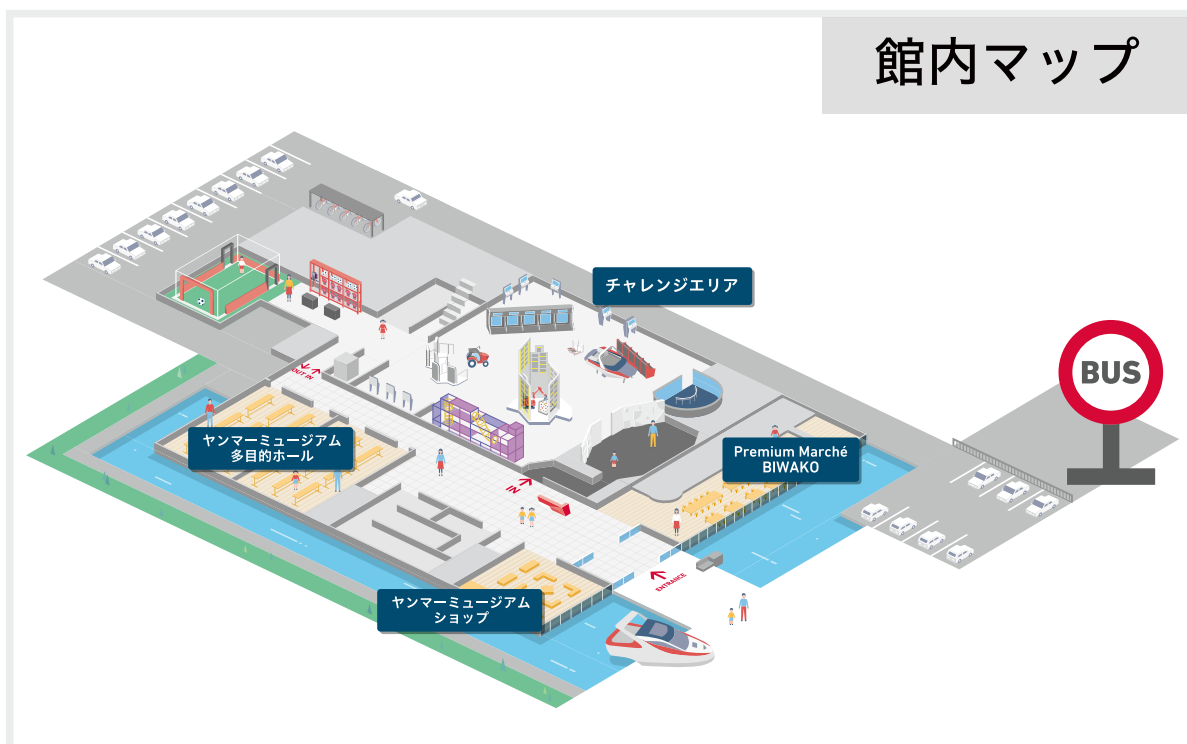 館内マップ
チャレンジエリア
BUS
OUT IN
ヤンマーミュージアム
多目的ホール
Premium Marché
BIWAKO
IN
ENTRANCE
ヤンマーミュージアム
ショップ